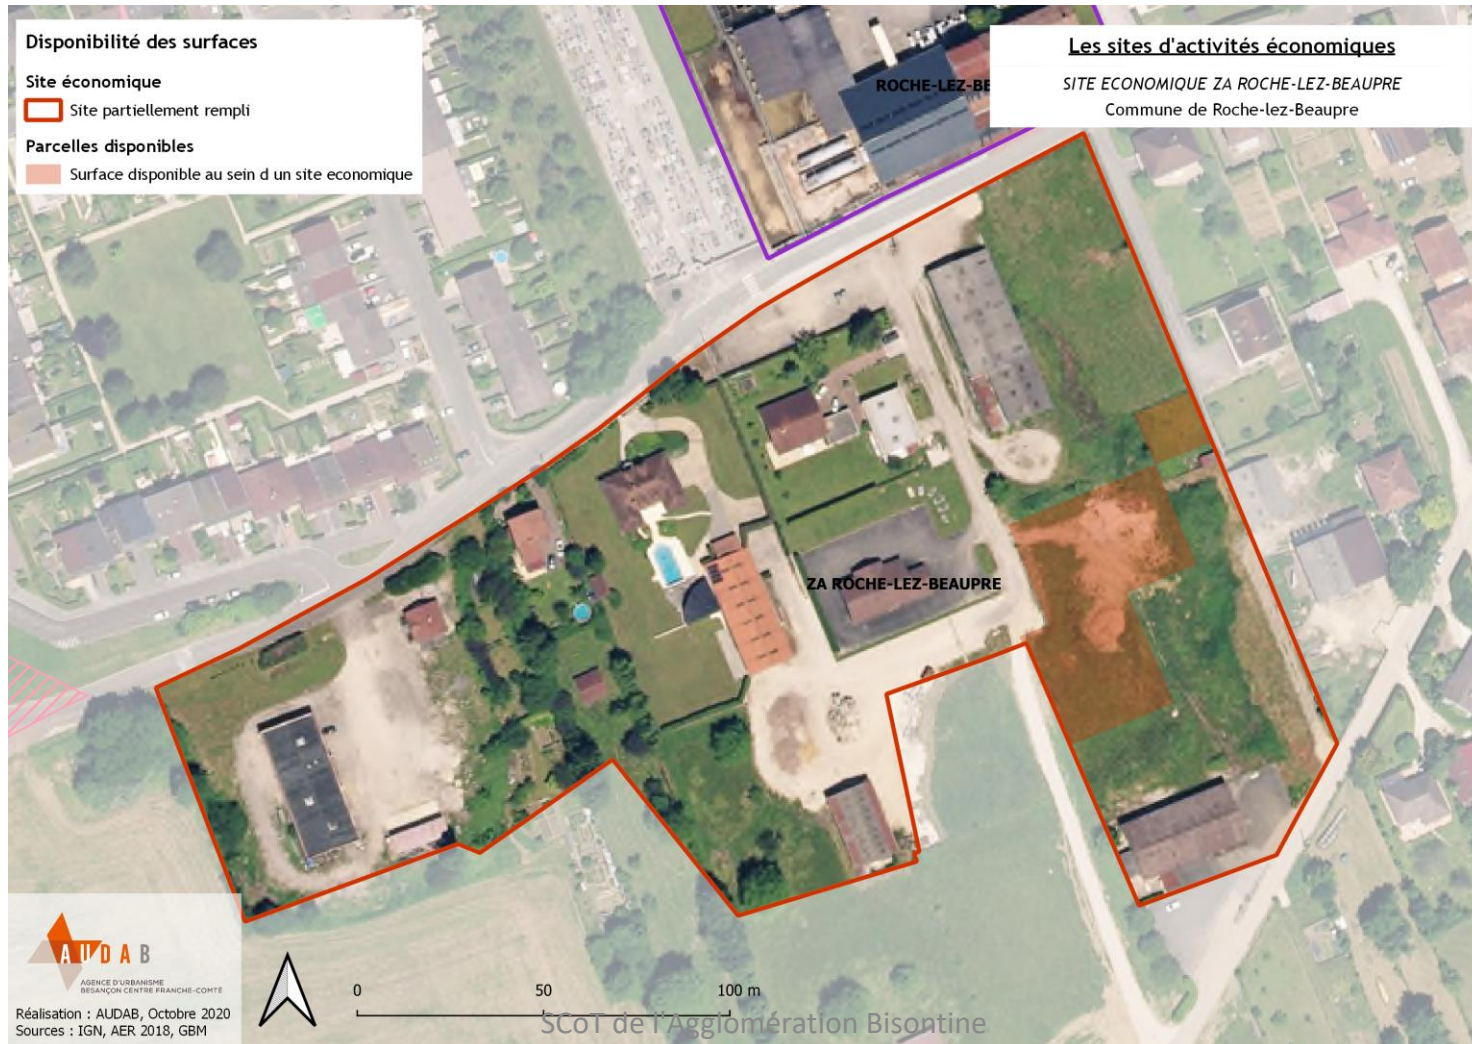 Disponibilité des surfaces
Site économique
Site partiellement rempli
Parcelles disponibles
Surface disponible au sein d un site economique
Les sites d'activités économiques
SITE ECONOMIQUE ZA ROCHE-LEZ-BEAUPRE
Commune de Roche-lez-Beaupre
ROCHE-LEZ-BE
ZA ROCHE-LEZ-BEAUPRE
AUDAB
AGENCE D'URBANISME
BESANÇON CENTRE FRANCHE-COMTÉ
Réalisation : AUDAB, Octobre 2020
Sources : IGN, AER 2018, GBM
0 50 100 m
SCoT de l'Agglomération Bisontine